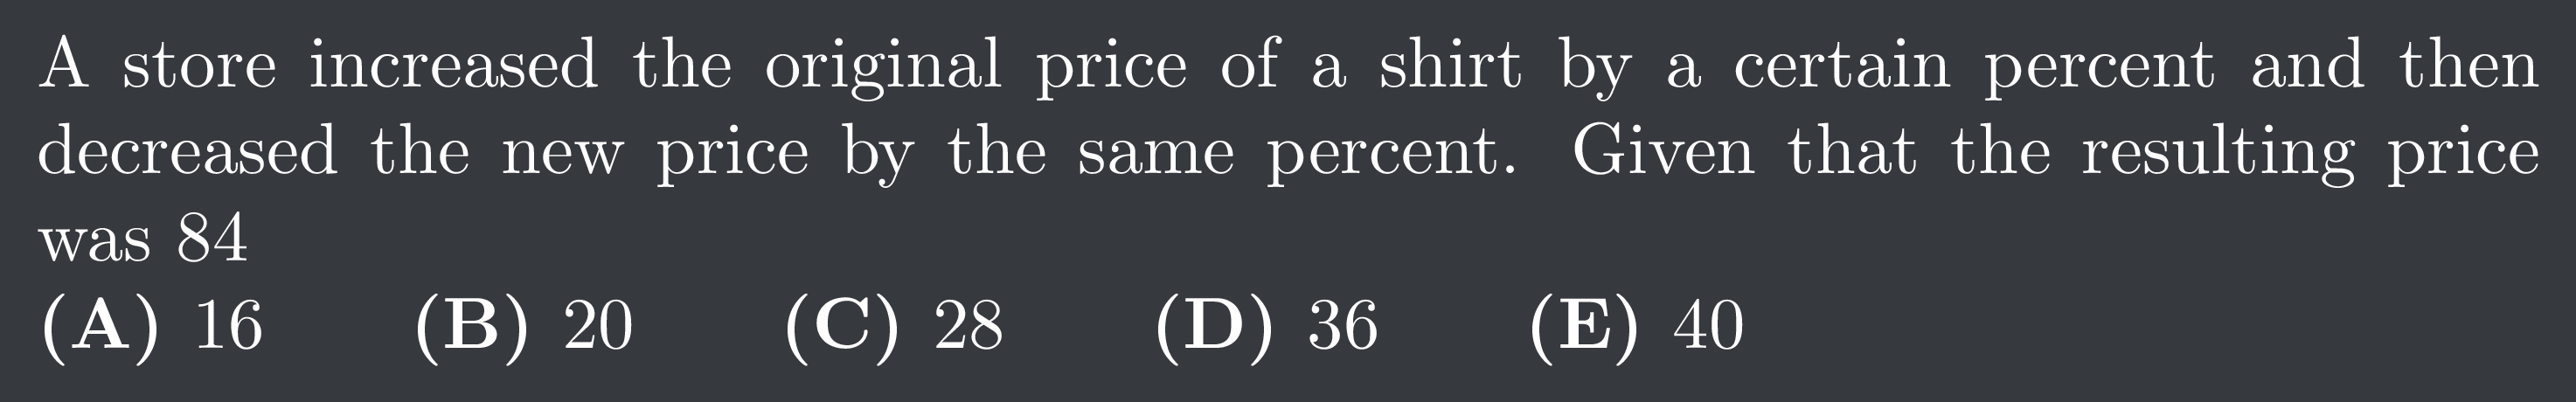 A store increased the original price of a shirt by a certain percent and then
decreased the new price by the same percent. Given that the resulting price
was 84
(A) 16 (B) 20 (C) 28 (D) 36 (E) 40